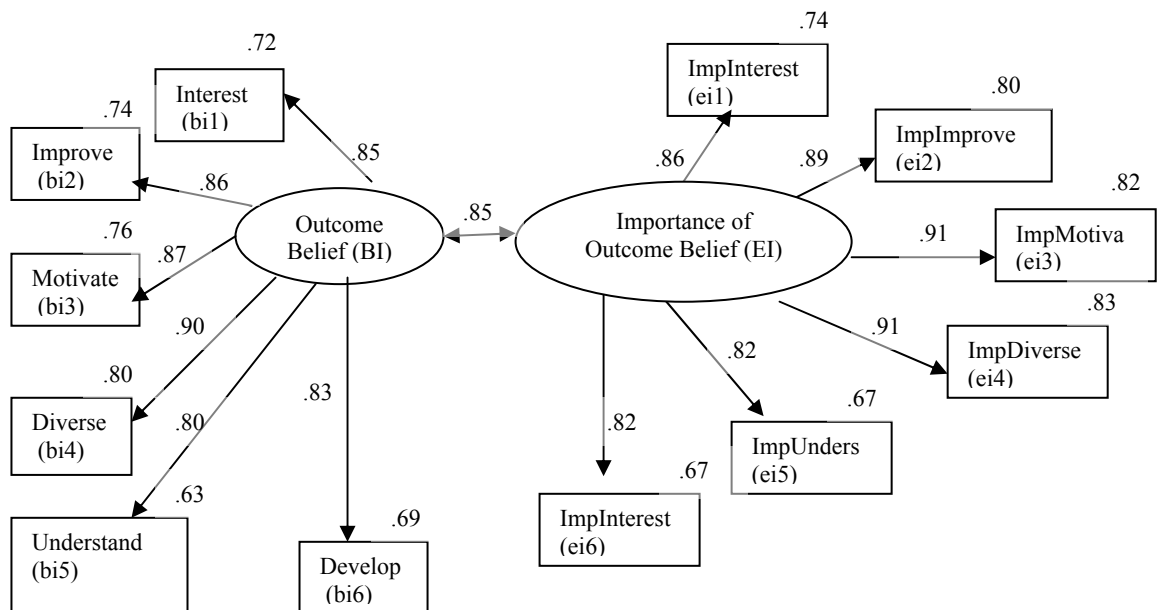 .72
Interest
(bi1)
.74
Improve
(bi2)
.85
.86
.76
Motivate
(bi3)
.87
Outcome
Belief (BI)
.90
.80
Diverse
(bi4)
.80
.63
Understand
(bi5)
.83
.69
Develop
(bi6)
.85
.74
ImpInterest
(ei1)
.86
.80
ImpImprove
(ei2)
.89
Importance of
Outcome Belief (EI)
.82
ImpMotiva
(ei3)
.91
.83
ImpDiverse
(ei4)
.91
.82
.67
ImpUnders
(ei5)
.82
.67
ImpInterest
(ei6)